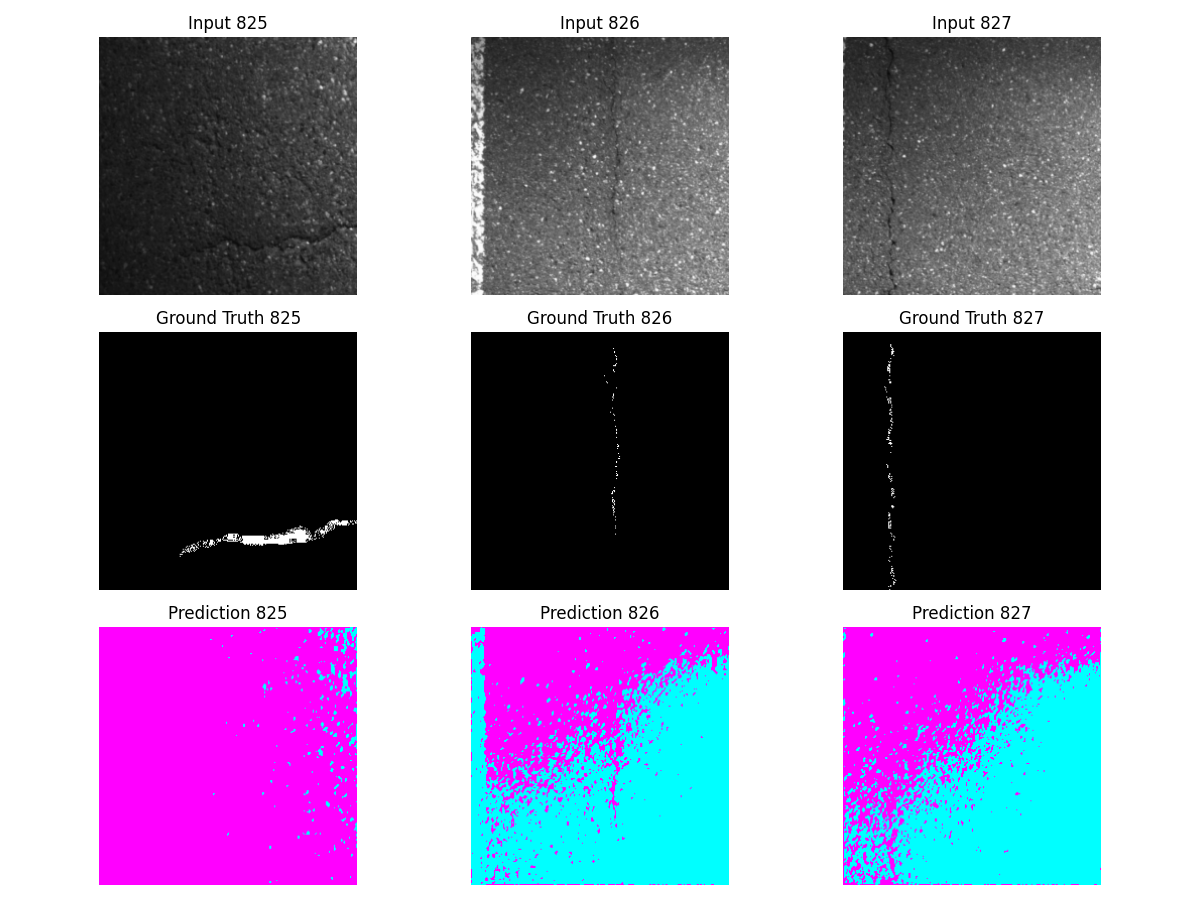 Input 825
Input 826
Input 827
Ground Truth 825
Ground Truth 826
Ground Truth 827
Prediction 825
Prediction 826
Prediction 827